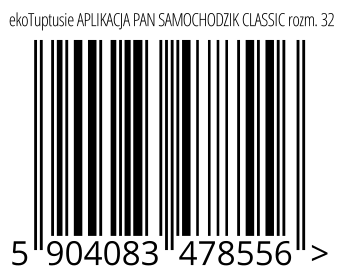 ekoTuptusie APLIKACJA PAN SAMOCHODZIK CLASSIC rozm. 32
5 904083 478556 >